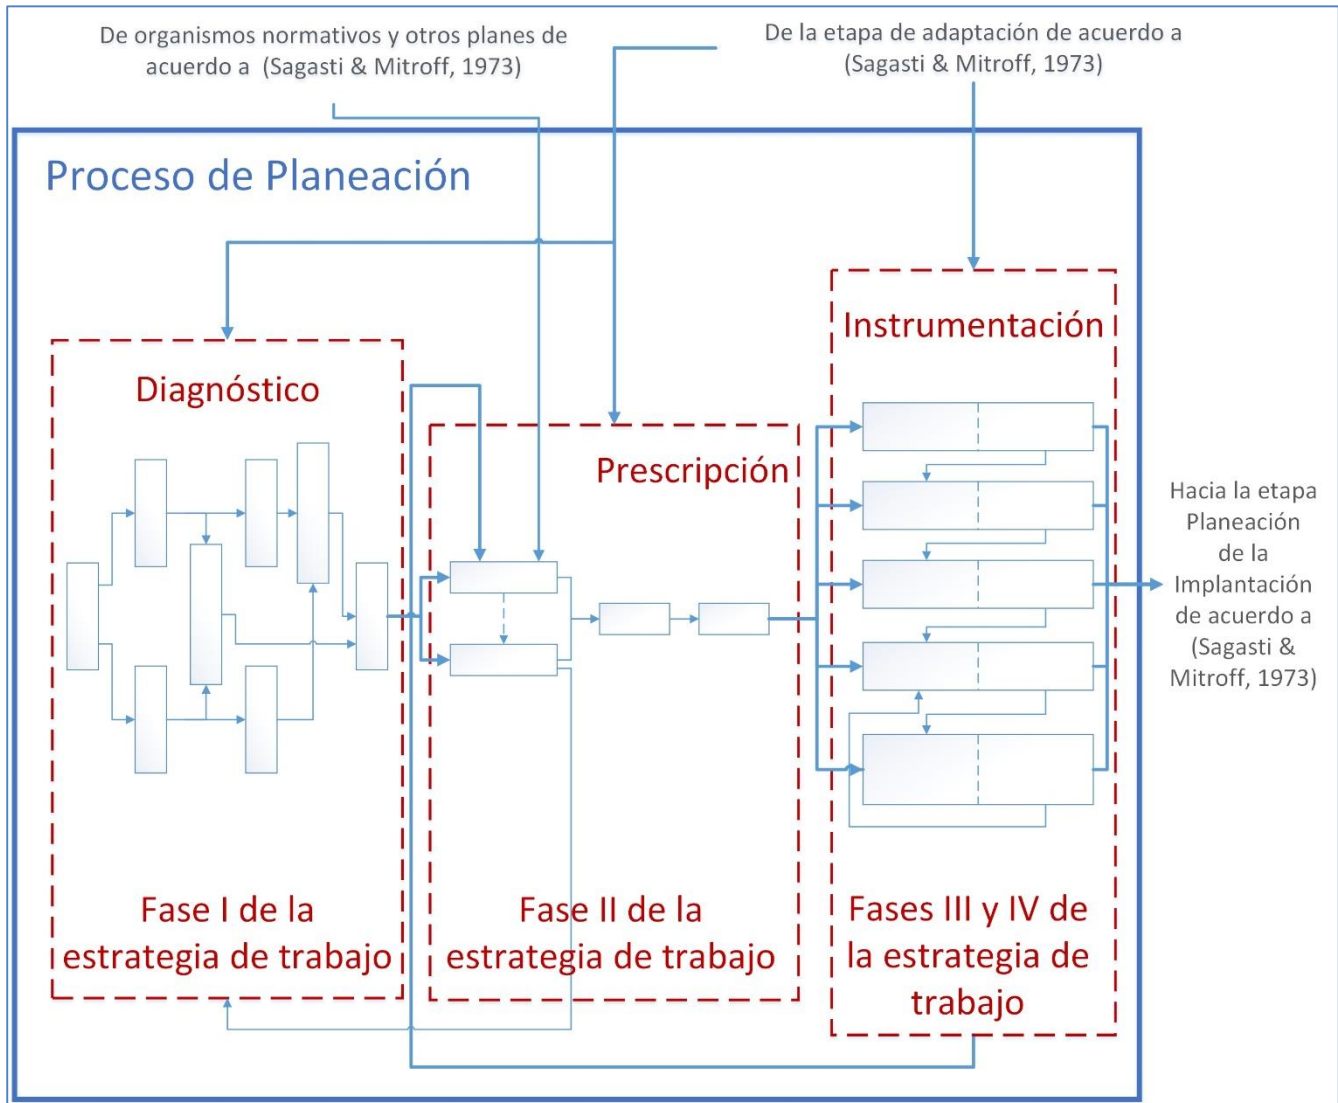 De organismos normativos y otros planes de
acuerdo a (Sagasti & Mitroff, 1973)
De la etapa de adaptación de acuerdo a
(Sagasti & Mitroff, 1973)
Proceso de Planeación
Diagnóstico
Fase I de la
estrategia de trabajo
Prescripción
Fase II de la
estrategia de trabajo
Instrumentación
Fases III y IV de
la estrategia de
trabajo
Hacia la etapa
Planeación
de la
Implantación
de acuerdo a
(Sagasti &
Mitroff, 1973)